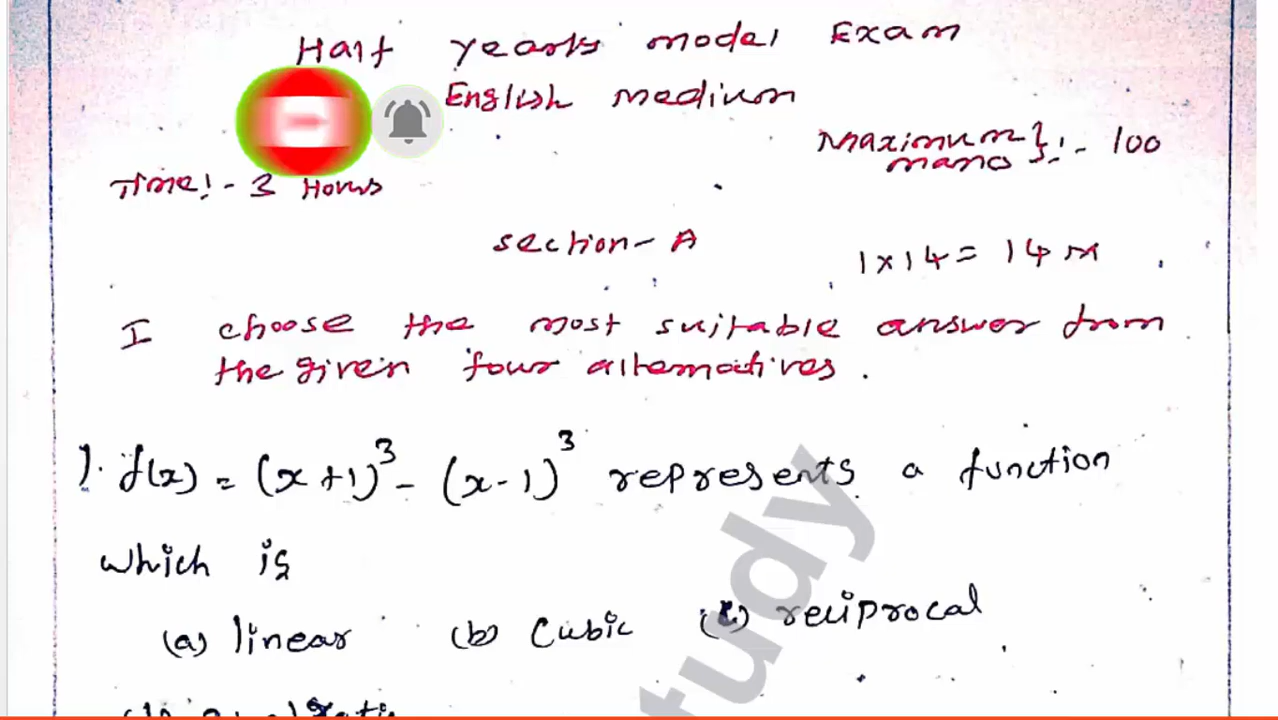 Half yearly model Exam
English medium
Maximum } :- 100
marks
Time:- 3 Hours
section - A
1 x 14 = 14 M
I choose the most suitable answer from
the given four alternatives.
1. f(x) = (x+1)³ - (x-1)³ represents a function
which is
(a) linear (b) Cubic (c) reciprocal
tudy